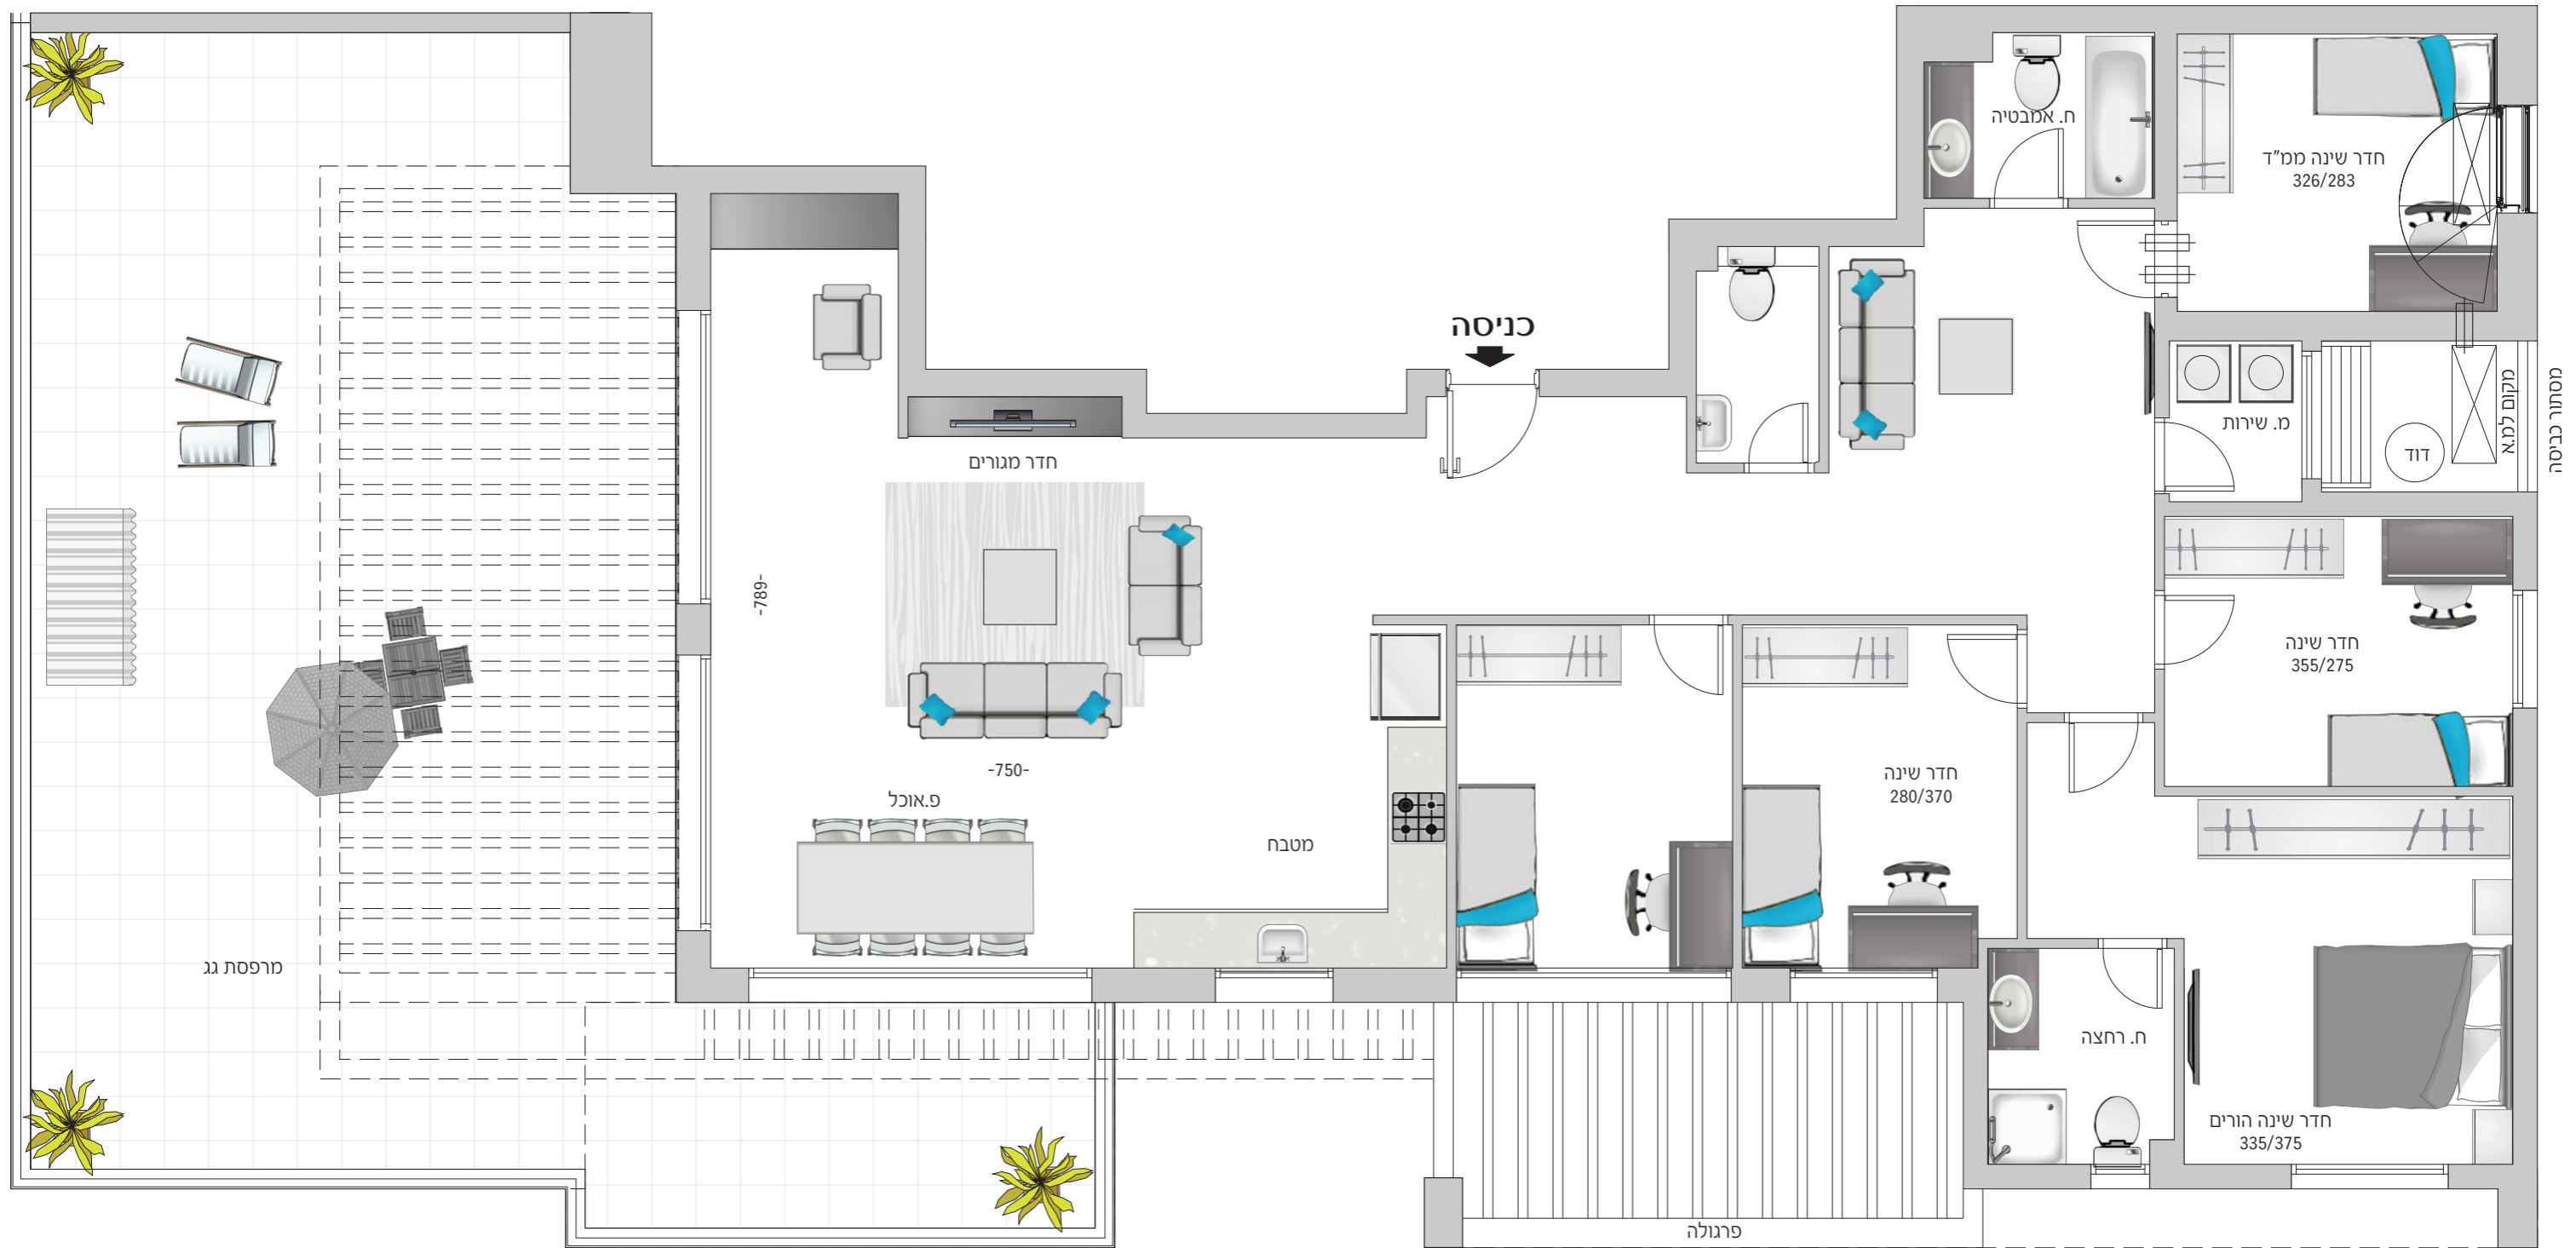 ח. אמבטיה
חדר שינה ממ"ד
326/283
כניסה
מ. שירות
דוד
מקום למ.א
מסתור כביסה
חדר מגורים
-789-
-750-
פ.אוכל
מטבח
חדר שינה
280/370
חדר שינה
355/275
מרפסת גג
ח. רחצה
חדר שינה הורים
335/375
פרגולה